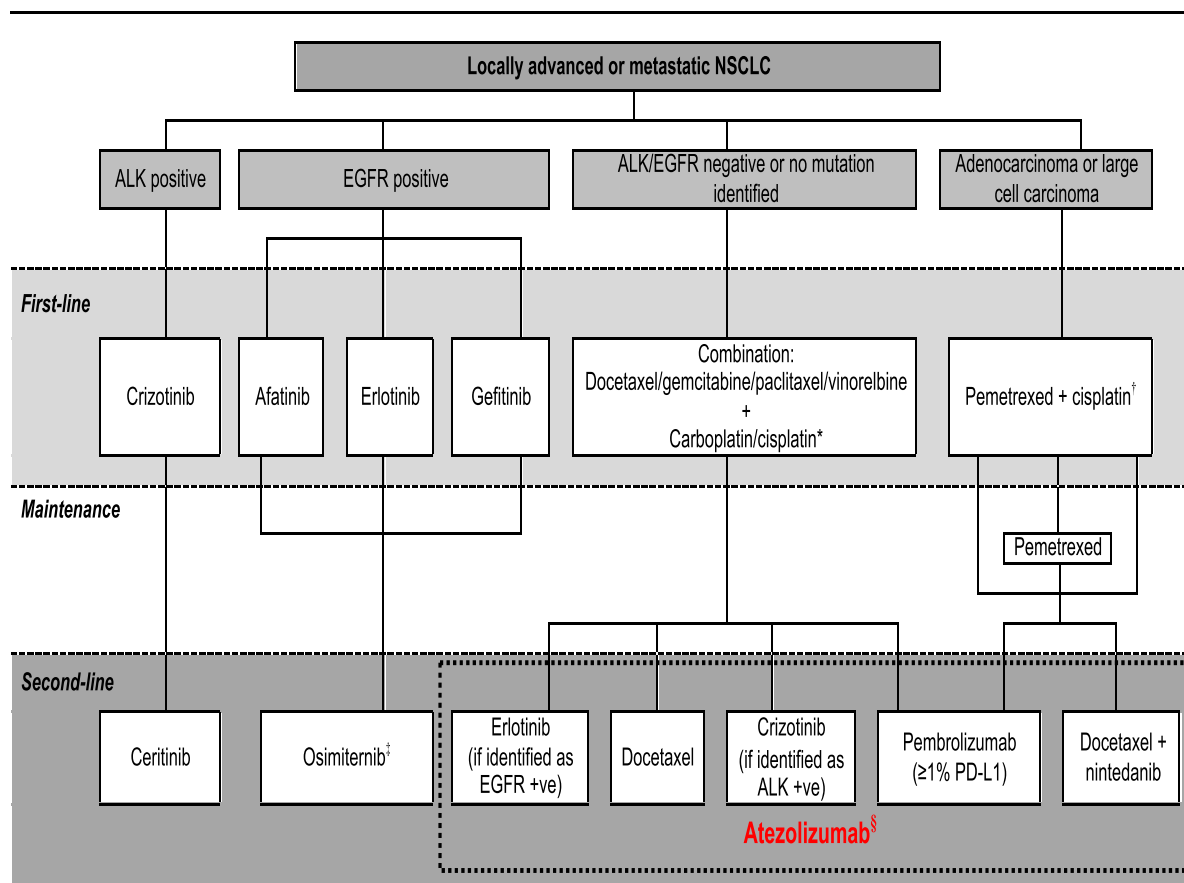 Locally advanced or metastatic NSCLC
ALK positive
EGFR positive
ALK/EGFR negative or no mutation
identified
Adenocarcinoma or large
cell carcinoma
First-line
Crizotinib
Afatinib
Erlotinib
Gefitinib
Combination:
Docetaxel/gemcitabine/paclitaxel/vinorelbine
+
Carboplatin/cisplatin*
Pemetrexed + cisplatin†
Maintenance
Pemetrexed
Second-line
Ceritinib
Osimiternib‡
Erlotinib
(if identified as
EGFR +ve)
Docetaxel
Crizotinib
(if identified as
ALK +ve)
Pembrolizumab
(≥1% PD-L1)
Docetaxel +
nintedanib
Atezolizumab§